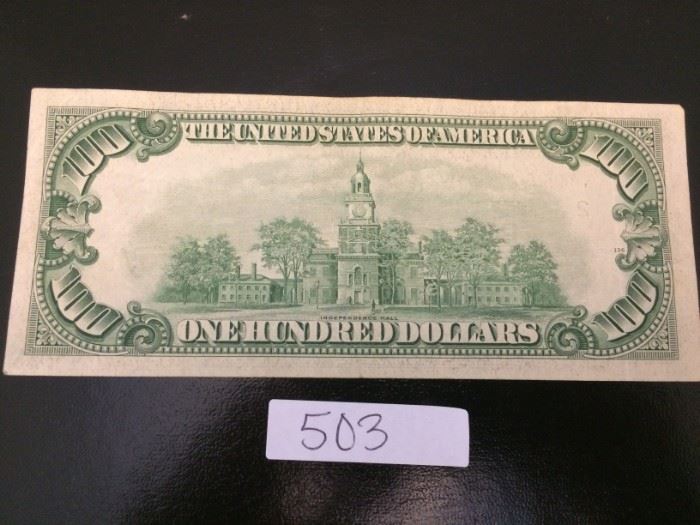 100 THE UNITED STATES OF AMERICA 100
INDEPENDENCE HALL
100 ONE HUNDRED DOLLARS 100
503